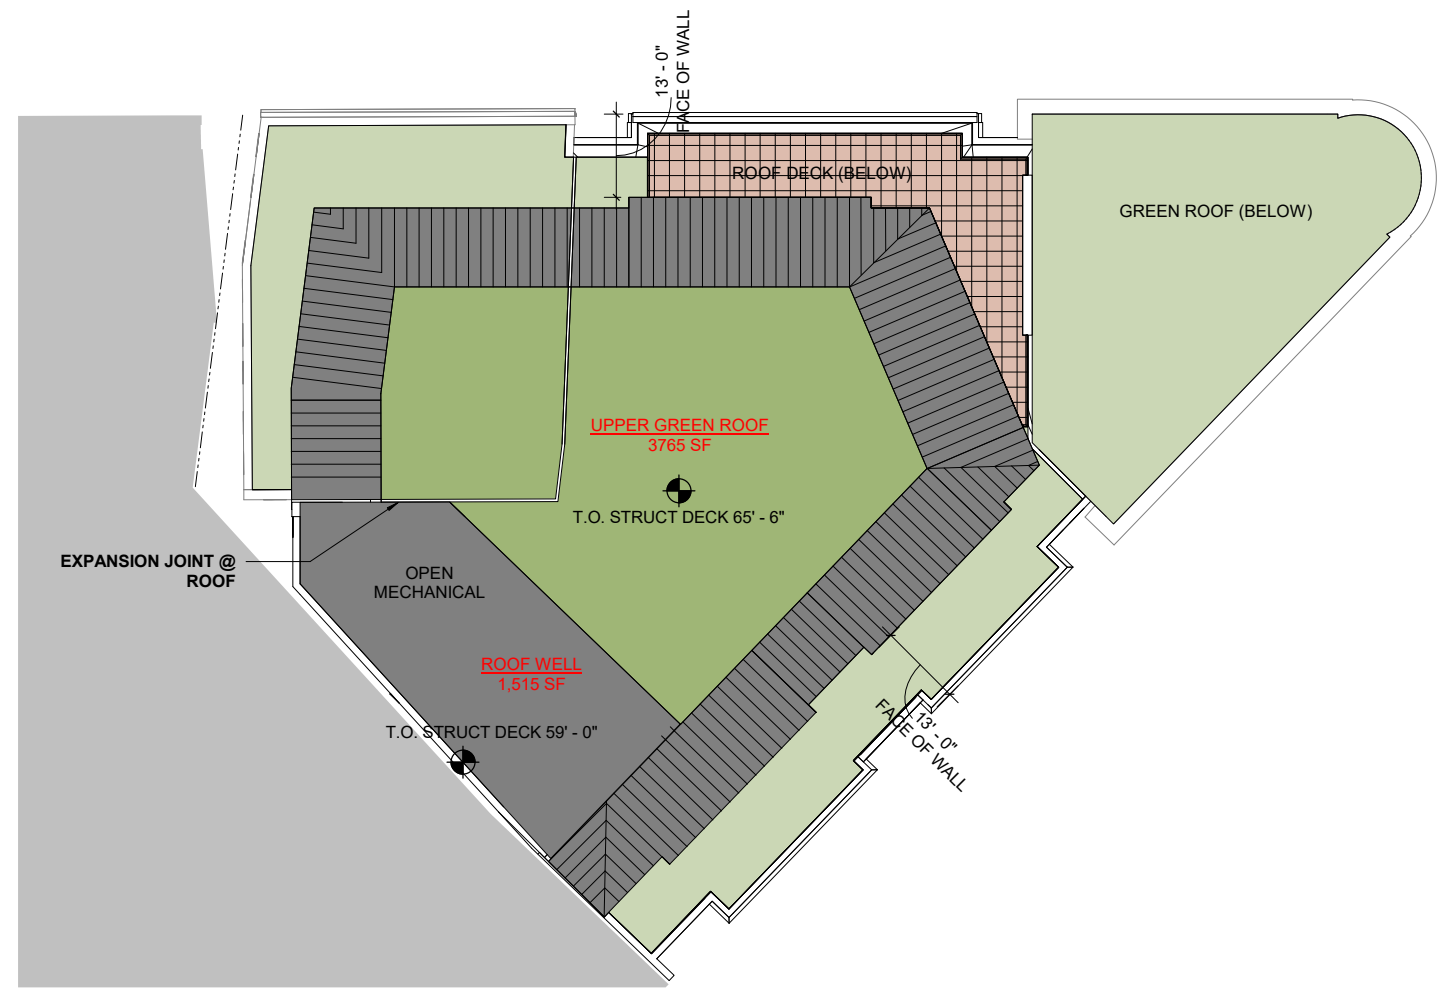 13' - 0"
FACE OF WALL
ROOF DECK (BELOW)
GREEN ROOF (BELOW)
UPPER GREEN ROOF
3765 SF
T.O. STRUCT DECK 65' - 6"
EXPANSION JOINT @
ROOF
OPEN
MECHANICAL
ROOF WELL
1,515 SF
T.O. STRUCT DECK 59' - 0"
13' - 0"
FACE OF WALL